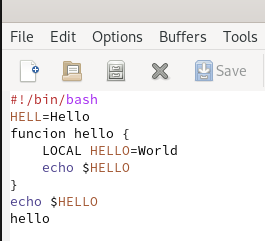 File Edit Options Buffers Tools
Save
#!/bin/bash
HELL=Hello
funcion hello {
    LOCAL HELLO=World
    echo $HELLO
}
echo $HELLO
hello